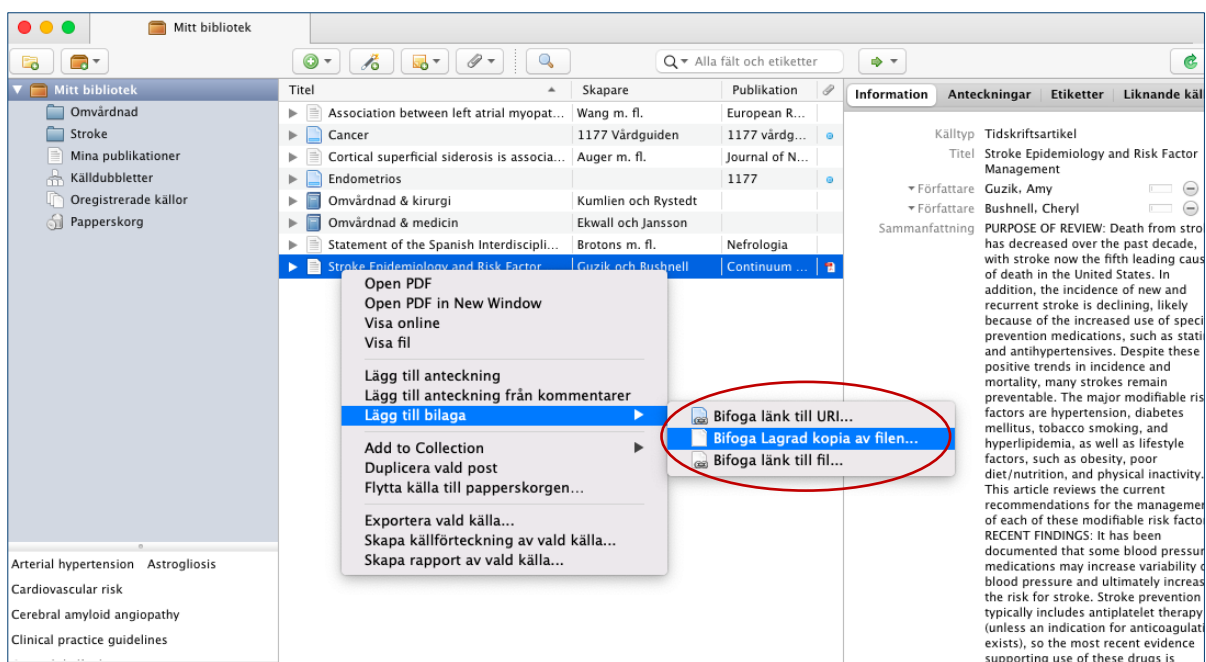 Mitt bibliotek
Alla fält och etiketter
Mitt bibliotek
Omvårdnad
Stroke
Mina publikationer
Källdubbletter
Oregistrerade källor
Papperskorg
Titel Skapare Publikation
Association between left atrial myopat... Wang m. fl. European R...
Cancer 1177 Vårdguiden 1177 vårdg...
Cortical superficial siderosis is associa... Auger m. fl. Journal of N...
Endometrios 1177
Omvårdnad & kirurgi Kumlien och Rystedt
Omvårdnad & medicin Ekwall och Jansson
Statement of the Spanish Interdiscipli... Brotons m. fl. Nefrologia
Stroke Epidemiology and Risk Factor Guzik och Bushnell Continuum ...
Open PDF
Open PDF in New Window
Visa online
Visa fil
Lägg till anteckning
Lägg till anteckning från kommentarer
Lägg till bilaga
Add to Collection
Duplicera vald post
Flytta källa till papperskorgen...
Exportera vald källa...
Skapa källförteckning av vald källa...
Skapa rapport av vald källa...
Bifoga länk till URI...
Bifoga Lagrad kopia av filen...
Bifoga länk till fil...
Information Anteckningar Etiketter Liknande käl
Källtyp Tidskriftsartikel
Titel Stroke Epidemiology and Risk Factor
Management
Författare Guzik, Amy
Författare Bushnell, Cheryl
Sammanfattning PURPOSE OF REVIEW: Death from stro
has decreased over the past decade,
with stroke now the fifth leading caus
of death in the United States. In
addition, the incidence of new and
recurrent stroke is declining, likely
because of the increased use of speci
prevention medications, such as stati
and antihypertensives. Despite these
positive trends in incidence and
mortality, many strokes remain
preventable. The major modifiable ris
factors are hypertension, diabetes
mellitus, tobacco smoking, and
hyperlipidemia, as well as lifestyle
factors, such as obesity, poor
diet/nutrition, and physical inactivity.
This article reviews the current
recommendations for the managemen
of each of these modifiable risk facto
RECENT FINDINGS: It has been
documented that some blood pressur
medications may increase variability o
blood pressure and ultimately increas
the risk for stroke. Stroke prevention
typically includes antiplatelet therapy
(unless an indication for anticoagulati
exists), so the most recent evidence
supporting use of these drugs is
Arterial hypertension Astrogliosis
Cardiovascular risk
Cerebral amyloid angiopathy
Clinical practice guidelines